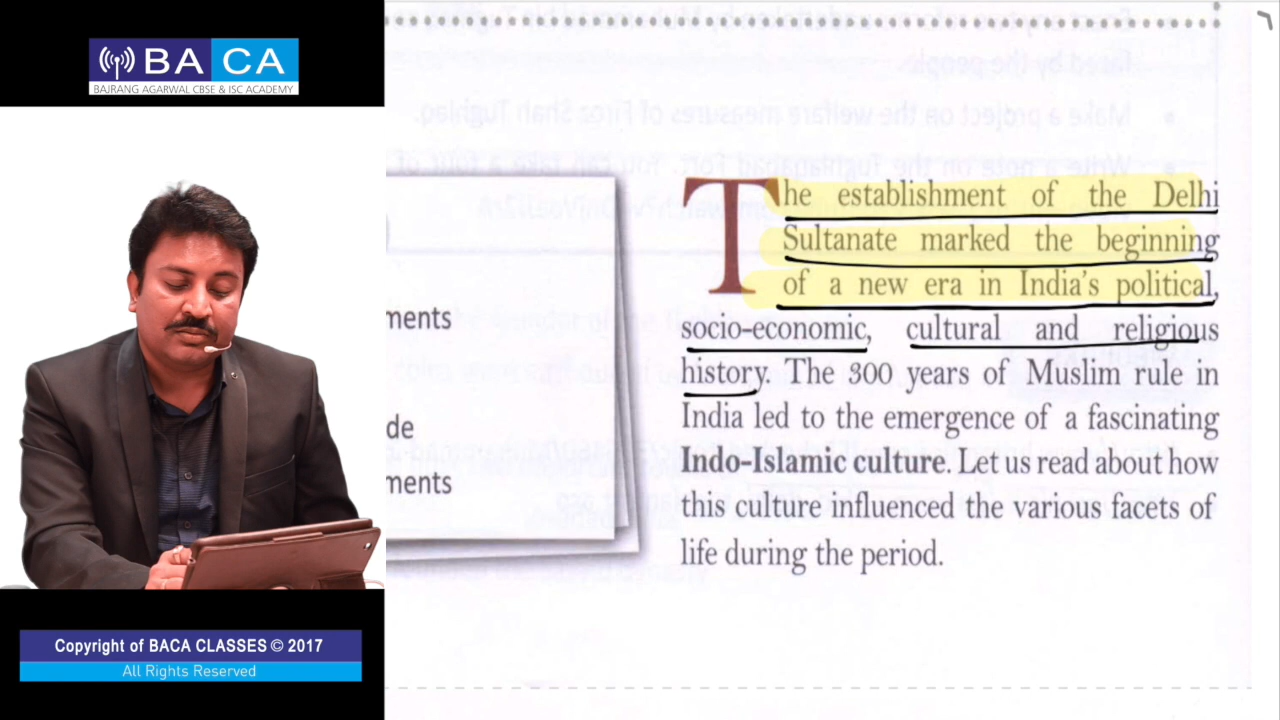 BA CA
BAJRANG AGARWAL CBSE & ISC ACADEMY
Make a project on the welfare measures of Firoz Shah Tughlaq.
ments
de
ments
The establishment of the Delhi
Sultanate marked the beginning
of a new era in India's political,
socio-economic, cultural and religious
history. The 300 years of Muslim rule in
India led to the emergence of a fascinating
Indo-Islamic culture. Let us read about how
this culture influenced the various facets of
life during the period.
Copyright of BACA CLASSES © 2017
All Rights Reserved